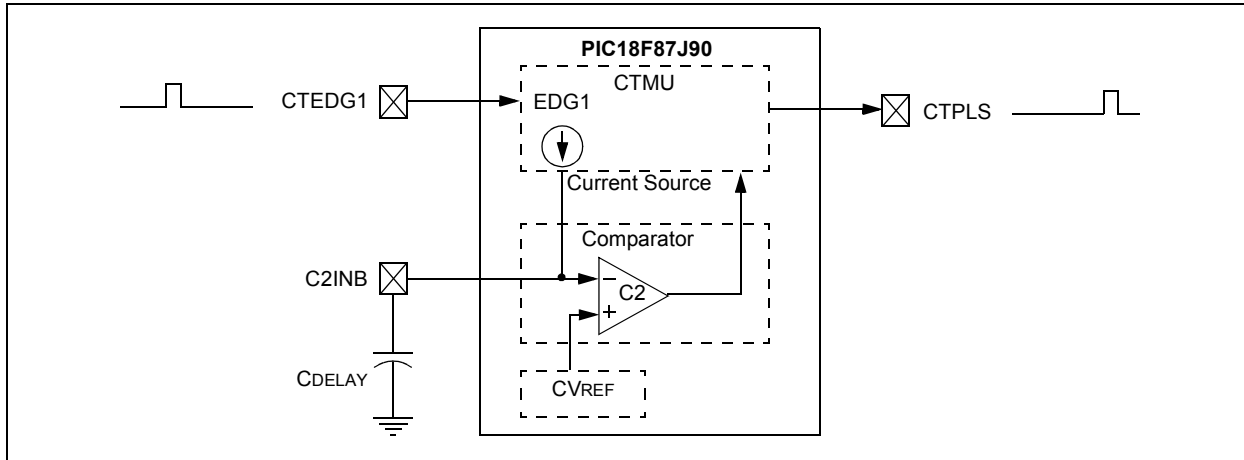 PIC18F87J90
CTMU
CTEDG1
EDG1
CTPLS
Current Source
Comparator
C2INB
−
C2
+
CDELAY
CVREF